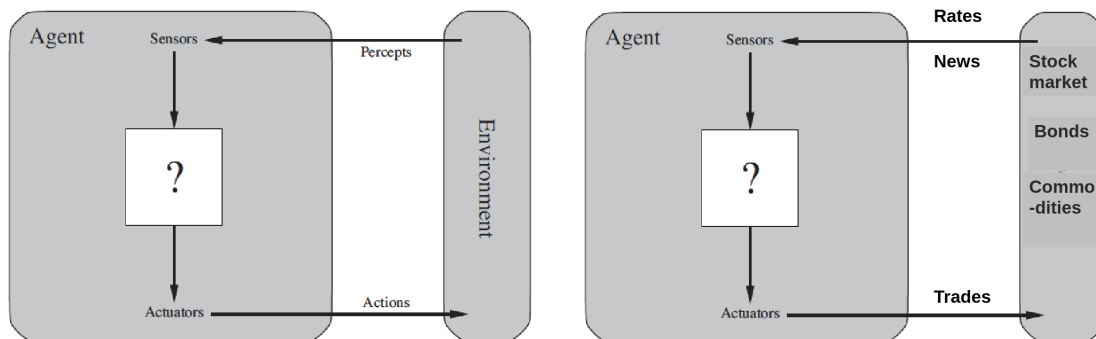 Agent
Sensors
Percepts
?
Environment
Actions
Actuators
Agent
Sensors
Rates
News
Stock
market
Bonds
Commo
-dities
?
Trades
Actuators